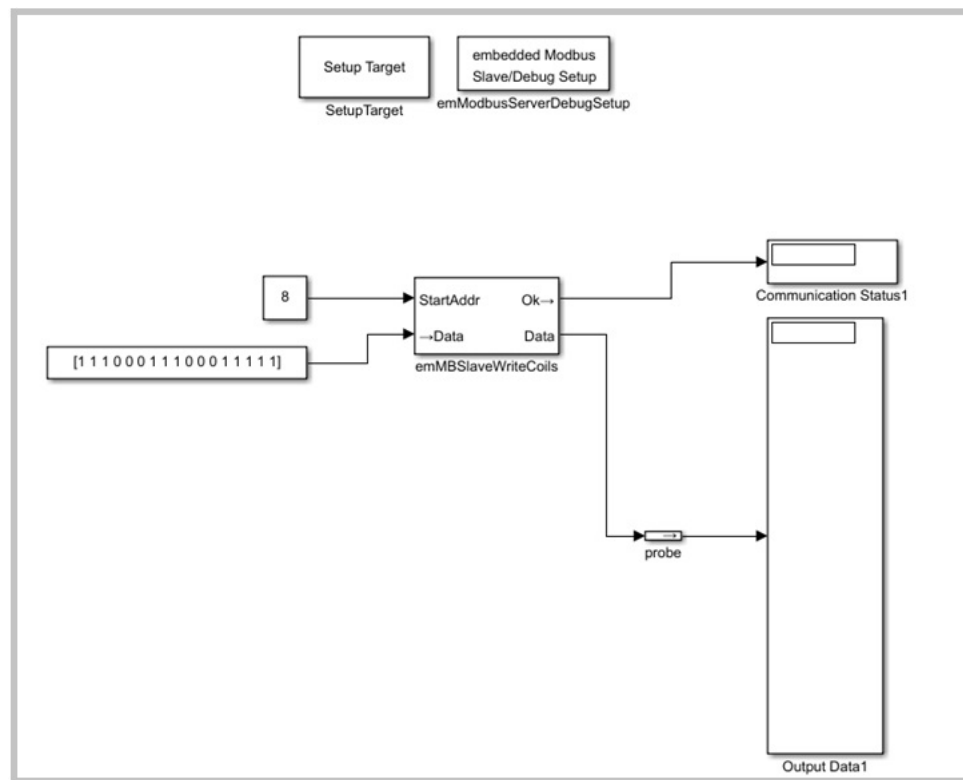 Setup Target
SetupTarget
embedded Modbus
Slave/Debug Setup
emModbusServerDebugSetup
8
[1 1 1 0 0 0 1 1 1 0 0 0 1 1 1 1 1]
StartAddr
Ok→
→Data
Data
emMBSlaveWriteCoils
Communication Status1
→
probe
Output Data1